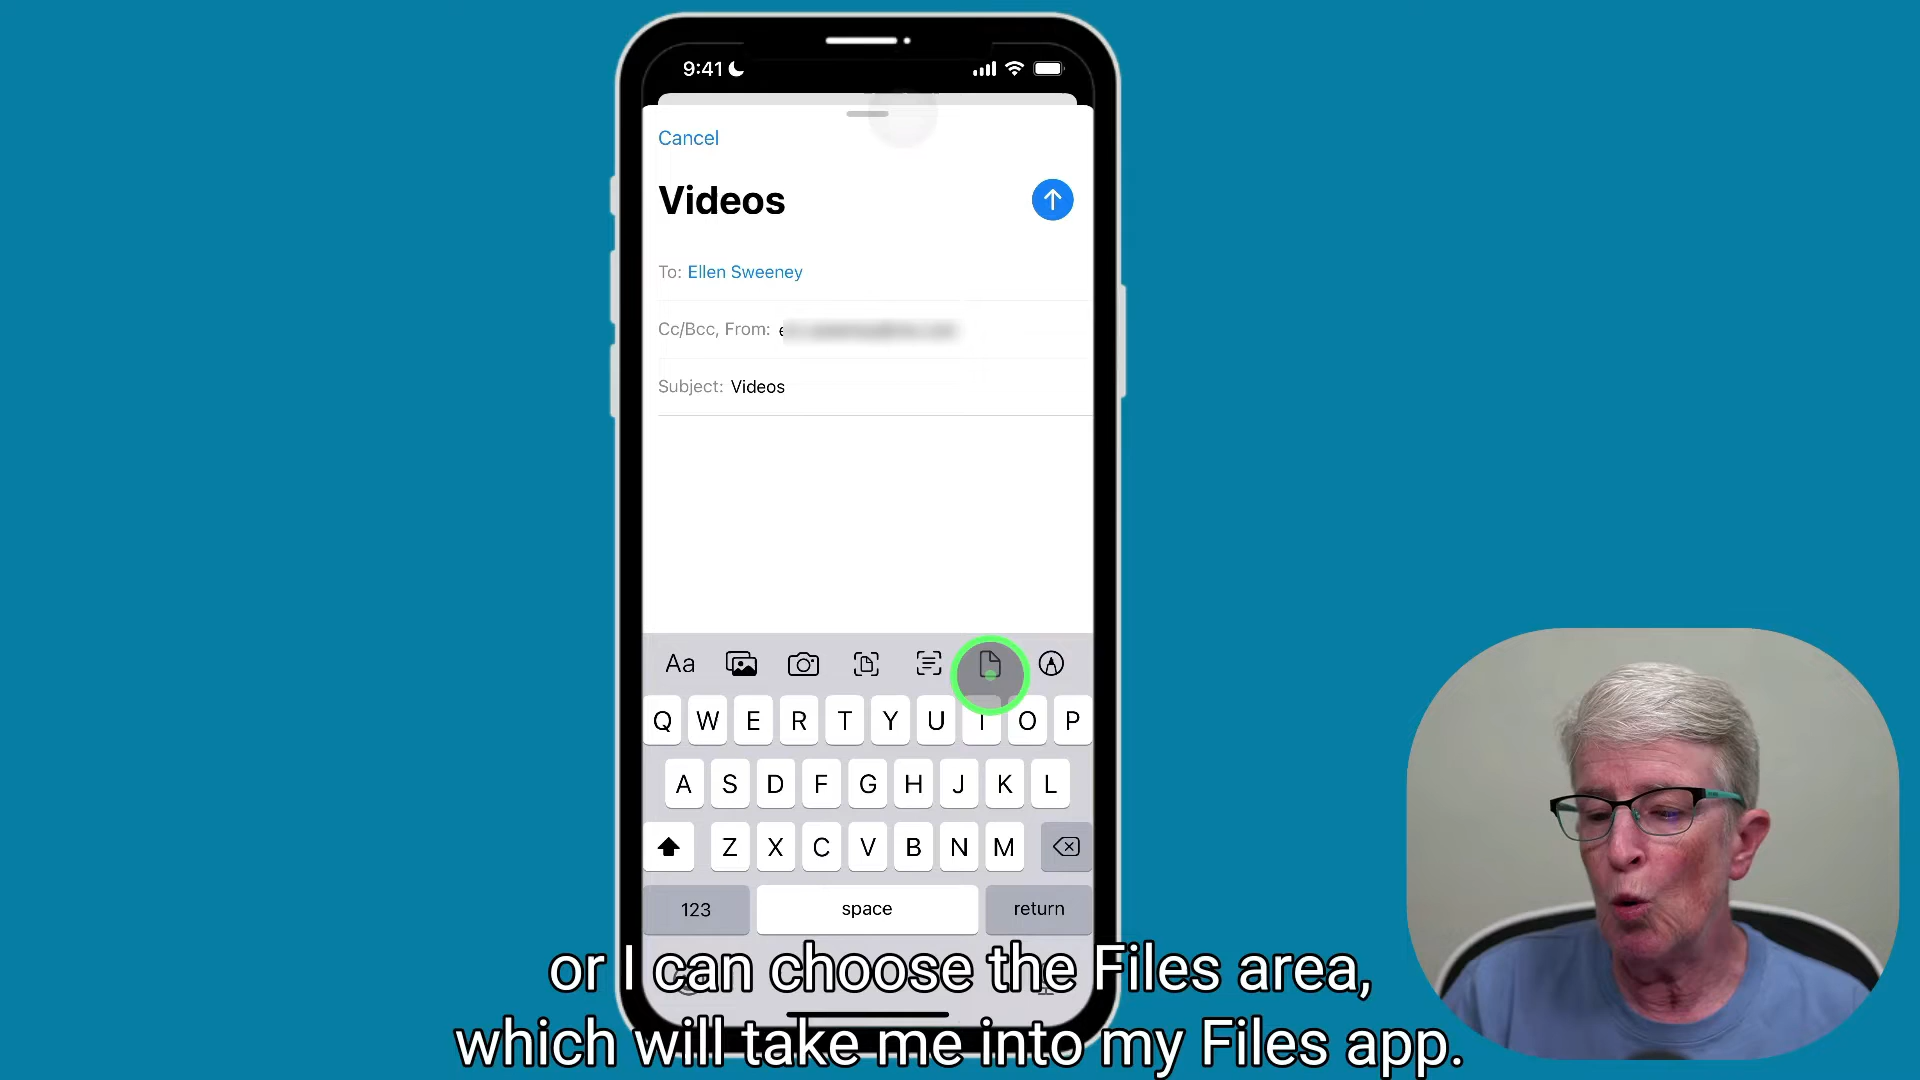 9:41
Cancel
Videos
To: Ellen Sweeney
Cc/Bcc, From:
Subject: Videos
Aa
Q W E R T Y U I O P
A S D F G H J K L
Z X C V B N M
123 space return
or I can choose the Files area,
which will take me into my Files app.